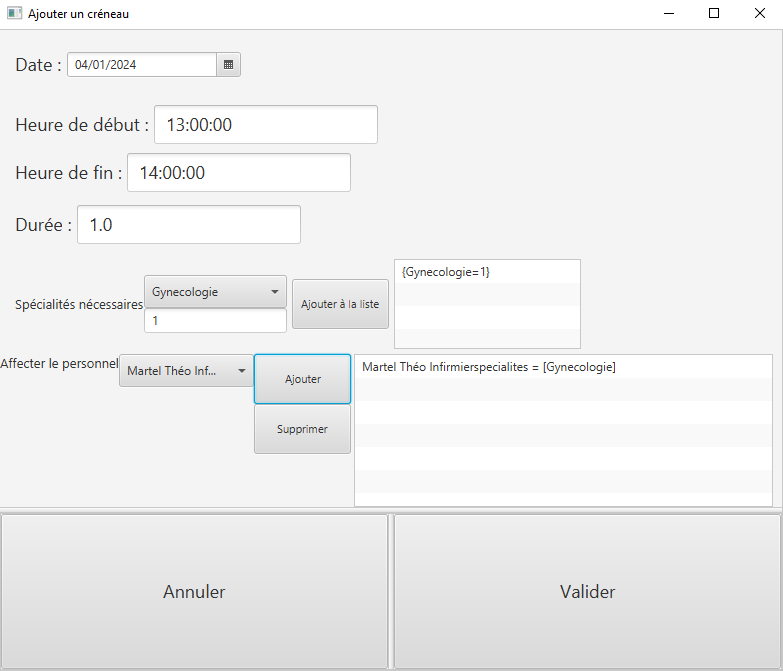 Ajouter un créneau
Date : 04/01/2024
Heure de début : 13:00:00
Heure de fin : 14:00:00
Durée : 1.0
Spécialités nécessaires Gynecologie Ajouter à la liste {Gynecologie=1}
1
Affecter le personnel Martel Théo Inf... Ajouter Martel Théo Infirmierspecialites = [Gynecologie]
Supprimer
Annuler Valider